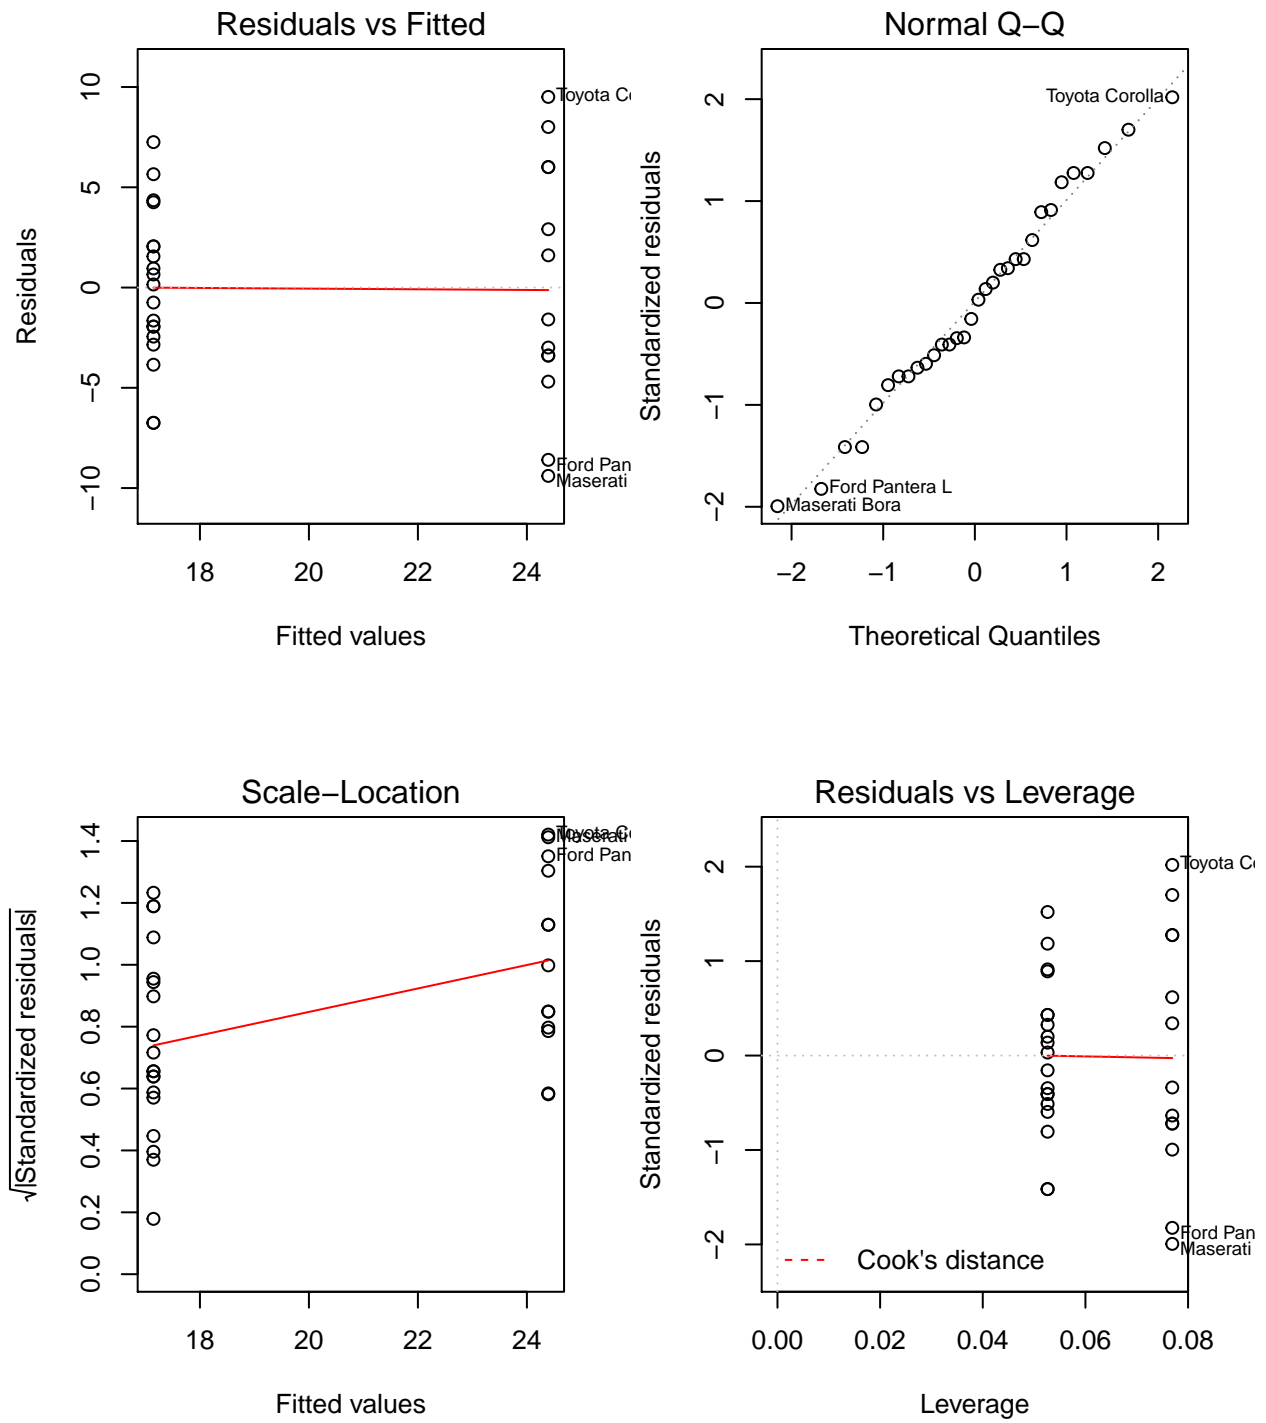 Residuals vs Fitted
Residuals
10
5
0
−5
−10
Toyota Co
Ford Pan
Maserati
18 20 22 24
Fitted values
Normal Q−Q
Standardized residuals
2
1
0
−1
−2
Toyota Corolla
Ford Pantera L
Maserati Bora
−2 −1 0 1 2
Theoretical Quantiles
Scale−Location
√|Standardized residuals|
1.4
1.2
1.0
0.8
0.6
0.4
0.2
0.0
Toyota Co
Maserati
Ford Pan
18 20 22 24
Fitted values
Residuals vs Leverage
Standardized residuals
2
1
0
−1
−2
Toyota Co
Ford Pan
Maserati
Cook's distance
0.00 0.02 0.04 0.06 0.08
Leverage